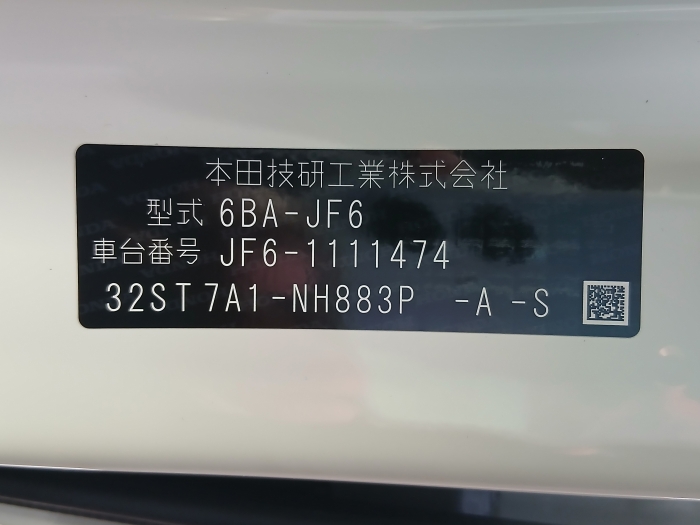 本田技研工業株式会社
型式 6BA-JF6
車台番号 JF6-1111474
32ST7A1-NH883P -A -S